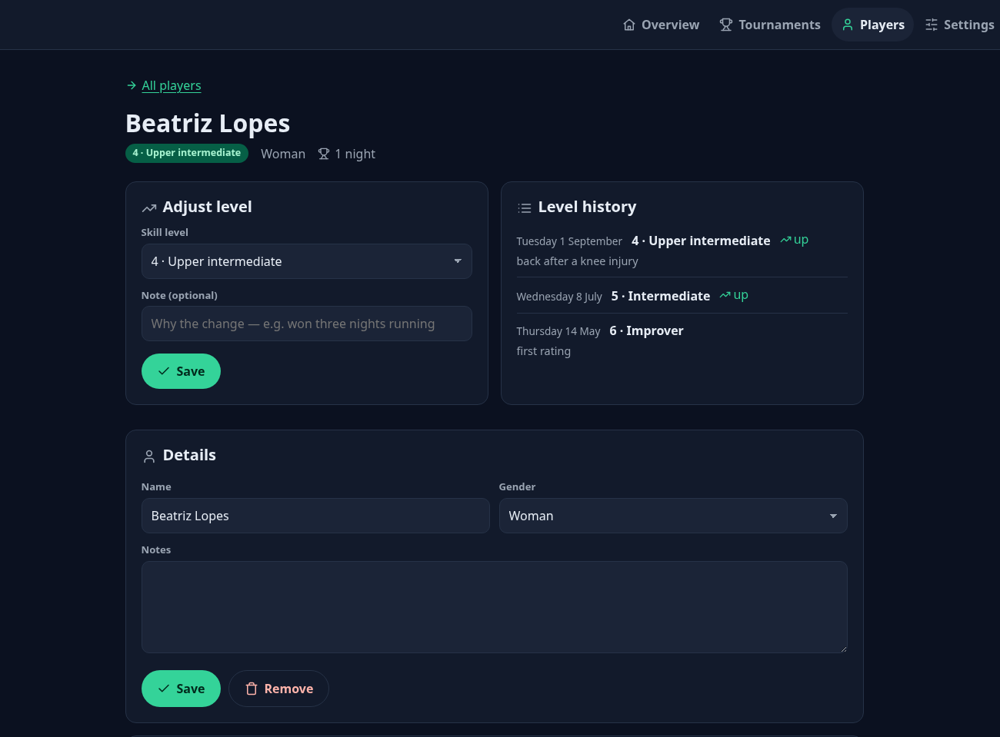 Overview Tournaments Players Settings
All players
Beatriz Lopes
4 · Upper intermediate Woman 1 night
Adjust level
Skill level
4 · Upper intermediate
Note (optional)
Why the change — e.g. won three nights running
Save
Level history
Tuesday 1 September 4 · Upper intermediate up
back after a knee injury
Wednesday 8 July 5 · Intermediate up
Thursday 14 May 6 · Improver
first rating
Details
Name
Beatriz Lopes
Gender
Woman
Notes
Save Remove